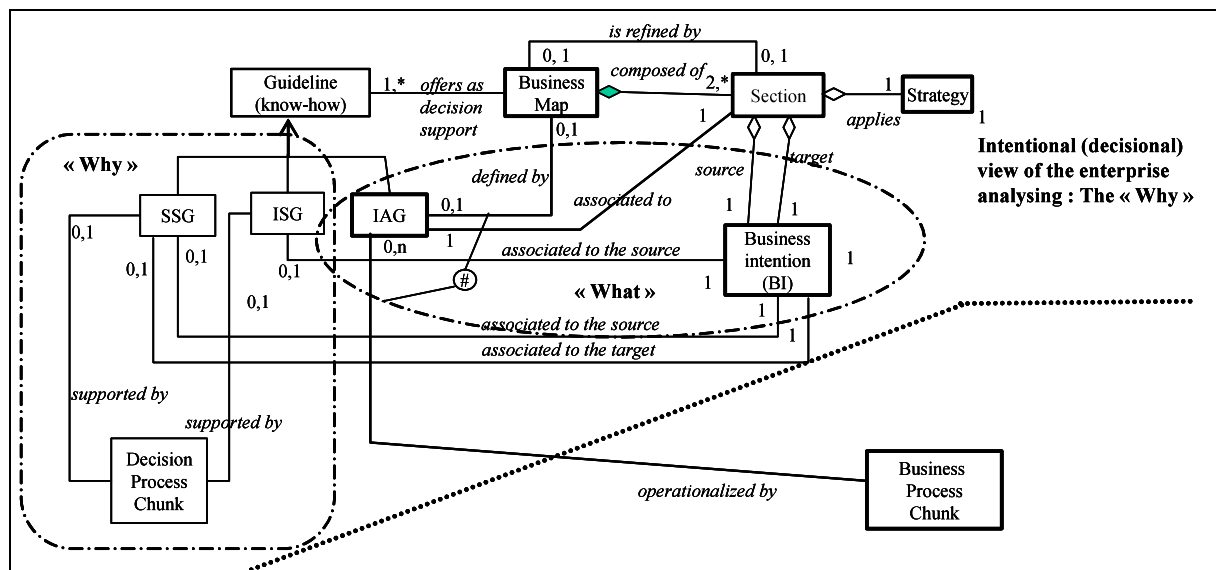 is refined by
0, 1
0, 1
Guideline
(know-how)
1,*
offers as
decision
support
Business
Map
composed of
2,*
Section
1
applies
Strategy
1
« Why »
0,1
1
Intentional (decisional)
view of the enterprise
analysing : The « Why »
defined by
source
target
associated to
SSG
ISG
IAG
0,1
1
1
1
0,1
0,1
0,1
0,1
0,n
associated to the source
Business
intention
(BI)
1
1
#
« What »
0,1
1
associated to the source
1
associated to the target
supported by
supported by
Decision
Process
Chunk
operationalized by
Business
Process
Chunk